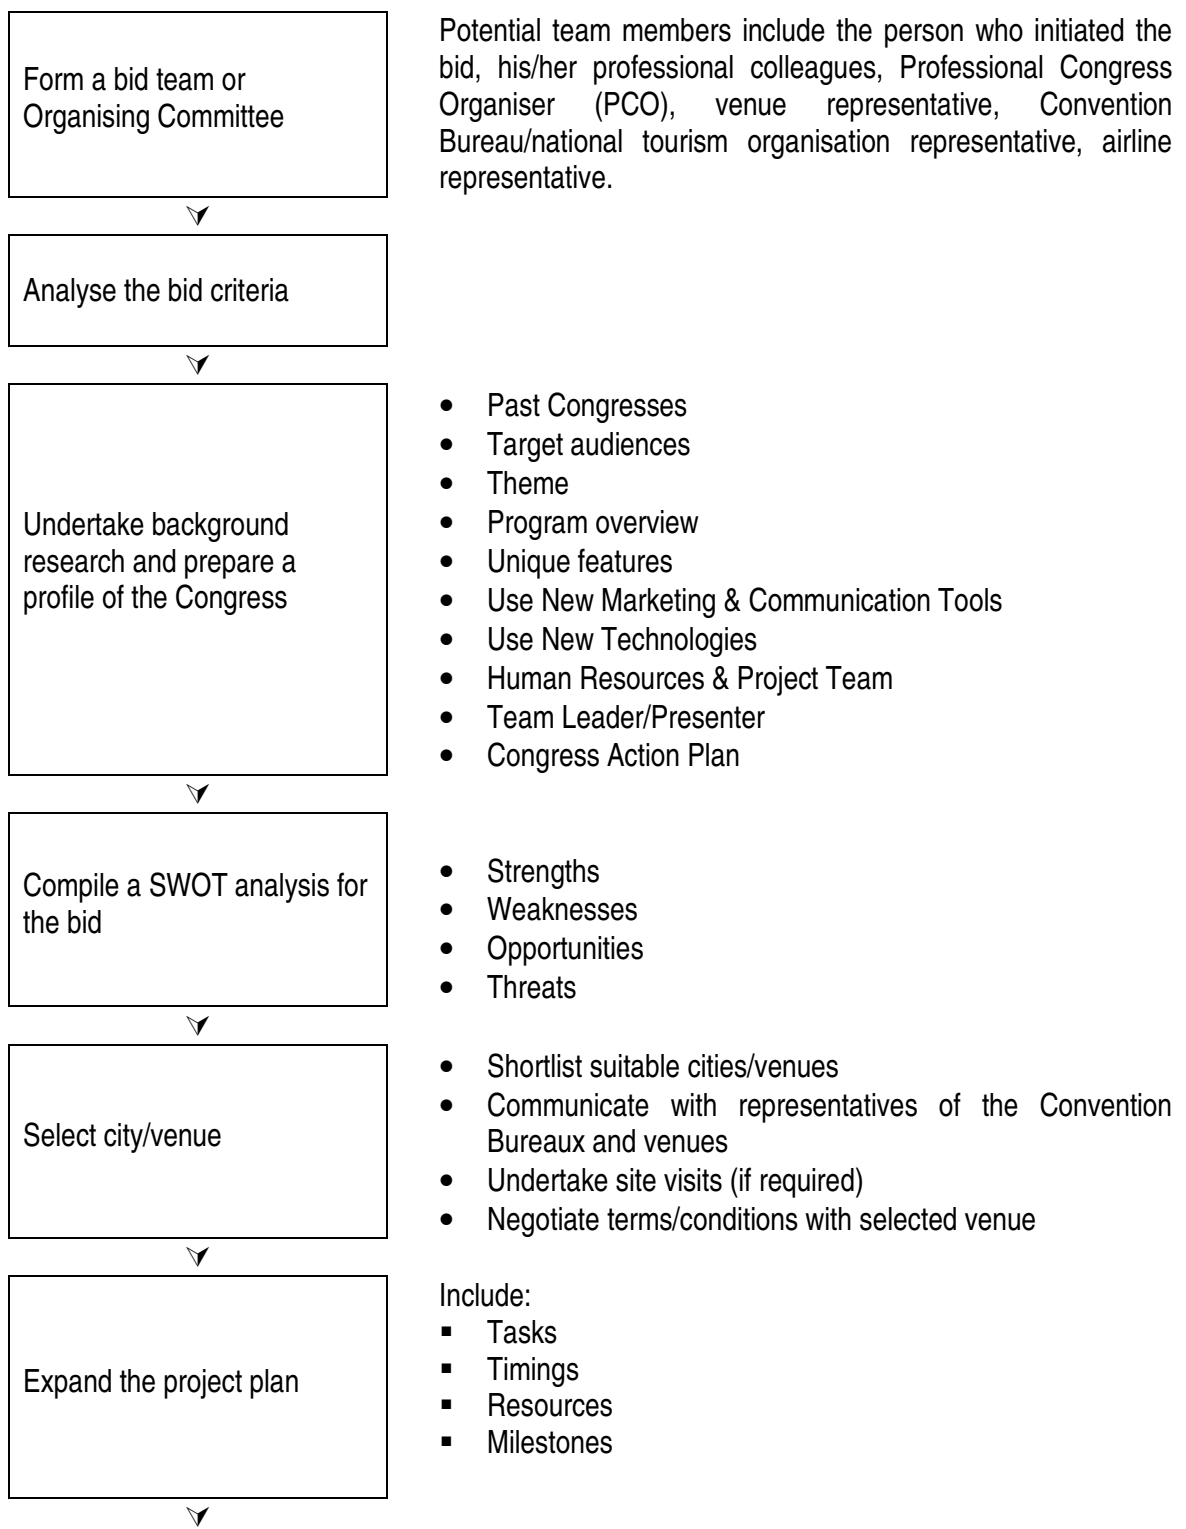 Form a bid team or
Organising Committee
Potential team members include the person who initiated the
bid, his/her professional colleagues, Professional Congress
Organiser (PCO), venue representative, Convention
Bureau/national tourism organisation representative, airline
representative.
Analyse the bid criteria
Undertake background
research and prepare a
profile of the Congress
• Past Congresses
• Target audiences
• Theme
• Program overview
• Unique features
• Use New Marketing & Communication Tools
• Use New Technologies
• Human Resources & Project Team
• Team Leader/Presenter
• Congress Action Plan
Compile a SWOT analysis for
the bid
• Strengths
• Weaknesses
• Opportunities
• Threats
Select city/venue
• Shortlist suitable cities/venues
• Communicate with representatives of the Convention
Bureaux and venues
• Undertake site visits (if required)
• Negotiate terms/conditions with selected venue
Expand the project plan
Include:
▪ Tasks
▪ Timings
▪ Resources
▪ Milestones